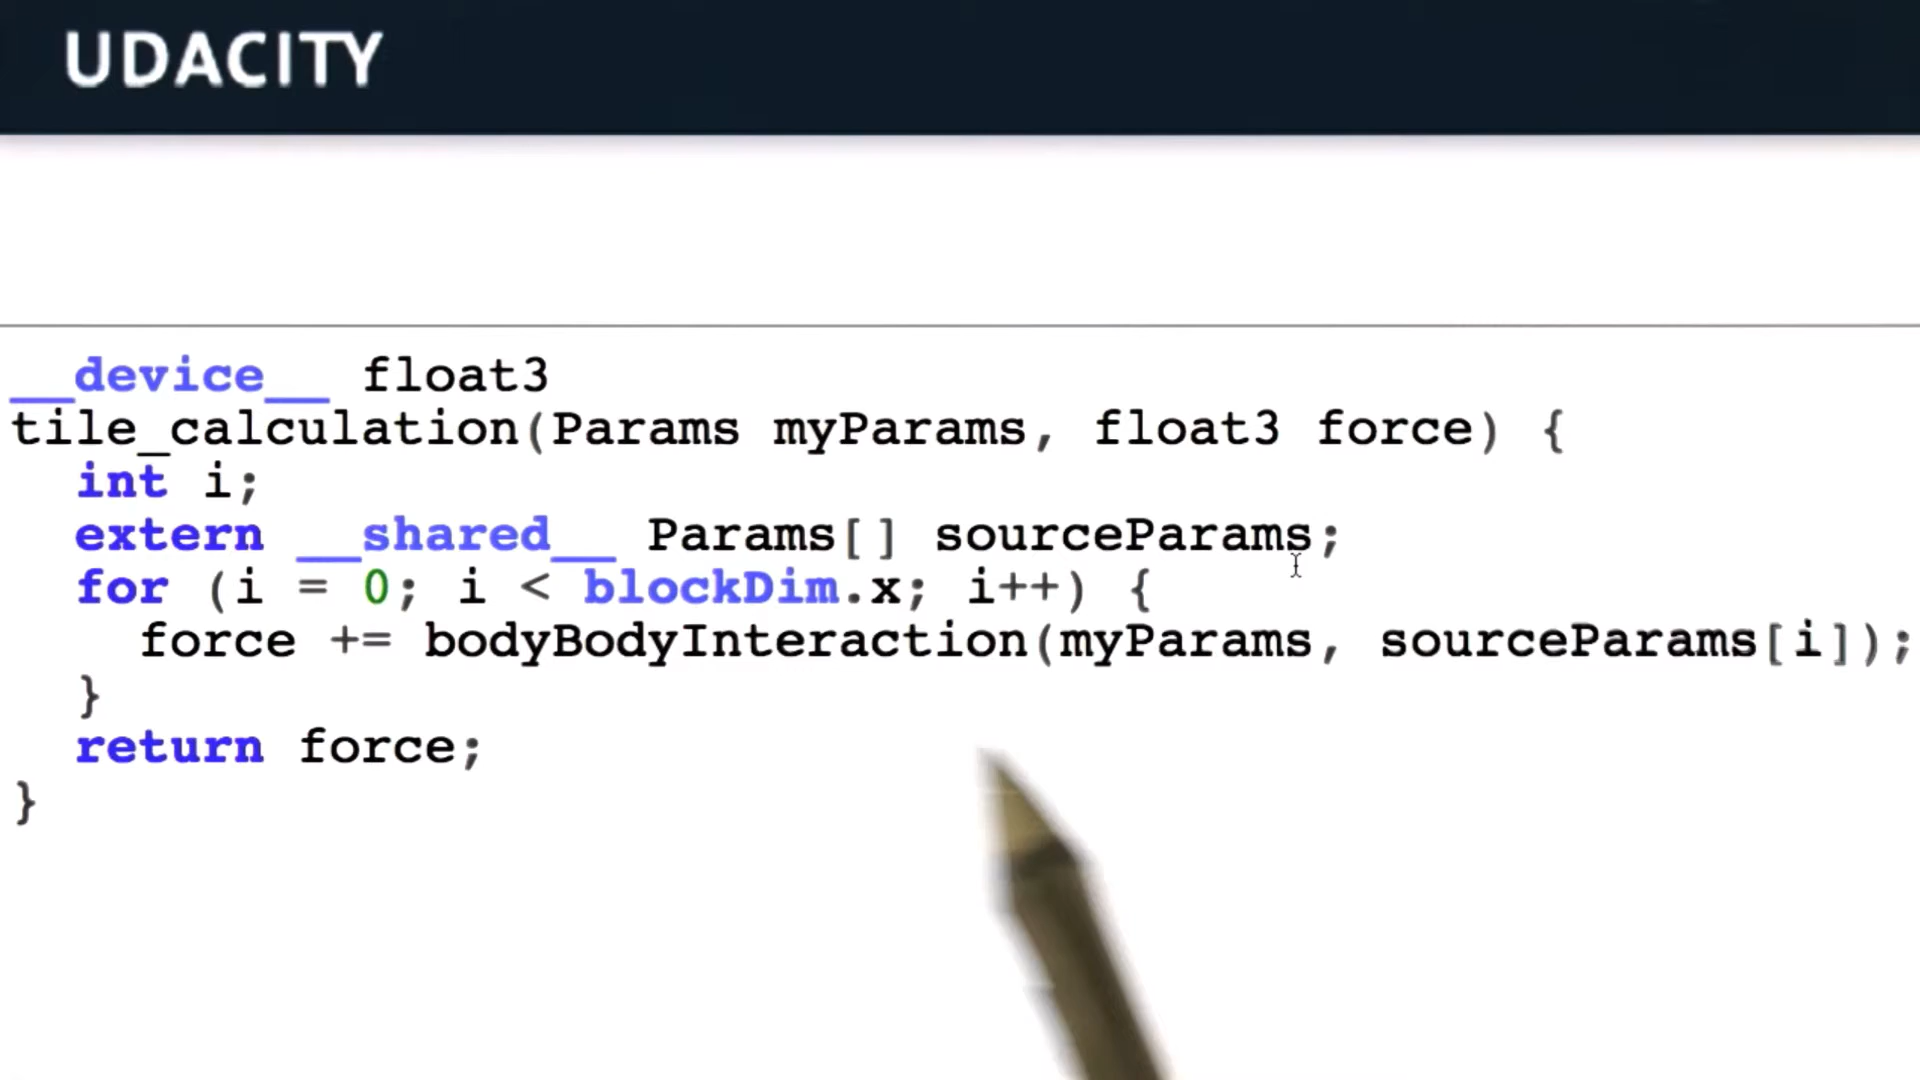 UDACITY
__device__ float3
tile_calculation(Params myParams, float3 force) {
int i;
extern __shared__ Params[] sourceParams;
for (i = 0; i < blockDim.x; i++) {
force += bodyBodyInteraction(myParams, sourceParams[i]);
}
return force;
}